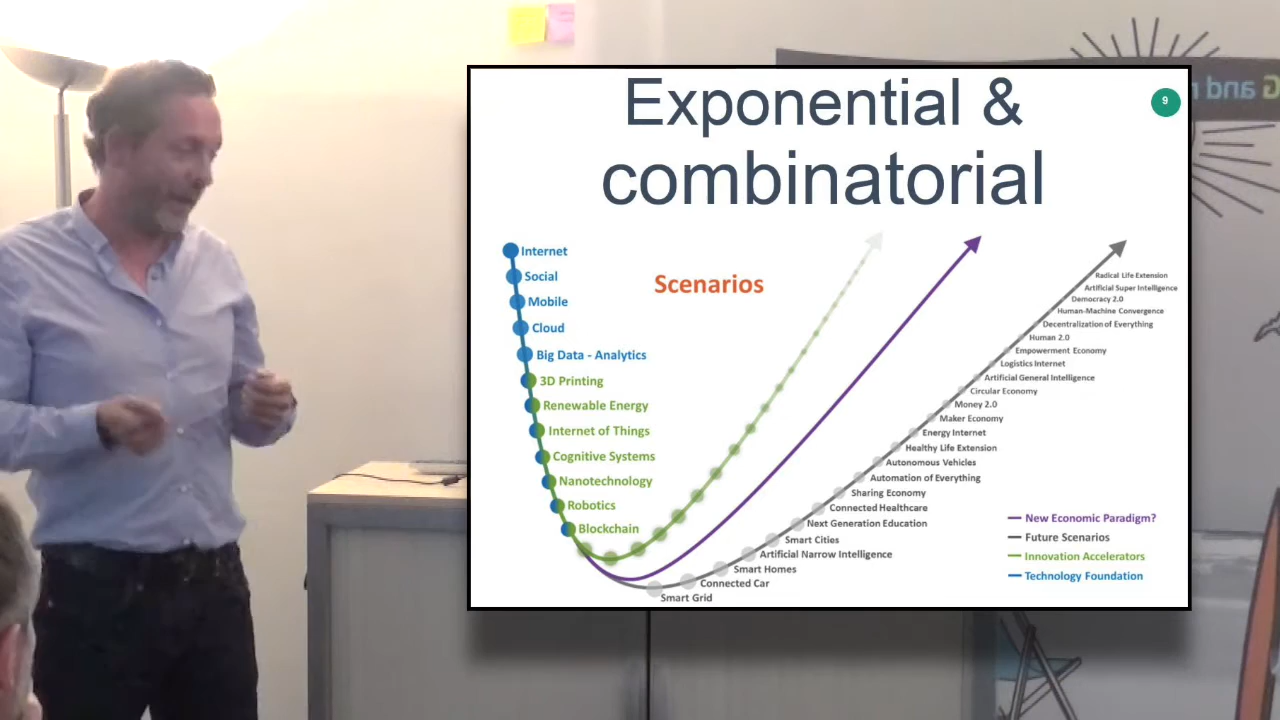 Exponential &
combinatorial
9
Scenarios
Internet
Social
Mobile
Cloud
Big Data - Analytics
3D Printing
Renewable Energy
Internet of Things
Cognitive Systems
Nanotechnology
Robotics
Blockchain
Radical Life Extension
Artificial Super Intelligence
Democracy 2.0
Human-Machine Convergence
Decentralization of Everything
Human 2.0
Empowerment Economy
Logistics Internet
Artificial General Intelligence
Circular Economy
Money 2.0
Maker Economy
Energy Internet
Healthy Life Extension
Autonomous Vehicles
Automation of Everything
Sharing Economy
Connected Healthcare
Next Generation Education
Smart Cities
Artificial Narrow Intelligence
Smart Homes
Connected Car
Smart Grid
New Economic Paradigm?
Future Scenarios
Innovation Accelerators
Technology Foundation
G and